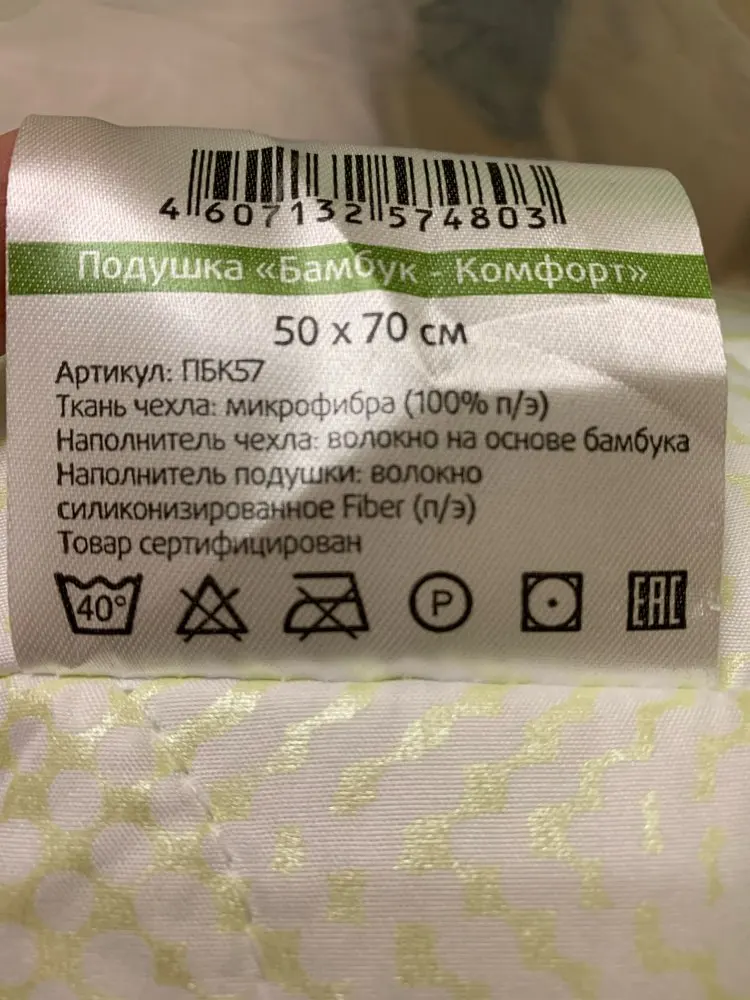 4 607132 574803
Подушка «Бамбук - Комфорт»
50 х 70 см
Артикул: ПБК57
Ткань чехла: микрофибра (100% п/э)
Наполнитель чехла: волокно на основе бамбука
Наполнитель подушки: волокно
силиконизированное Fiber (п/э)
Товар сертифицирован
40° P EAC